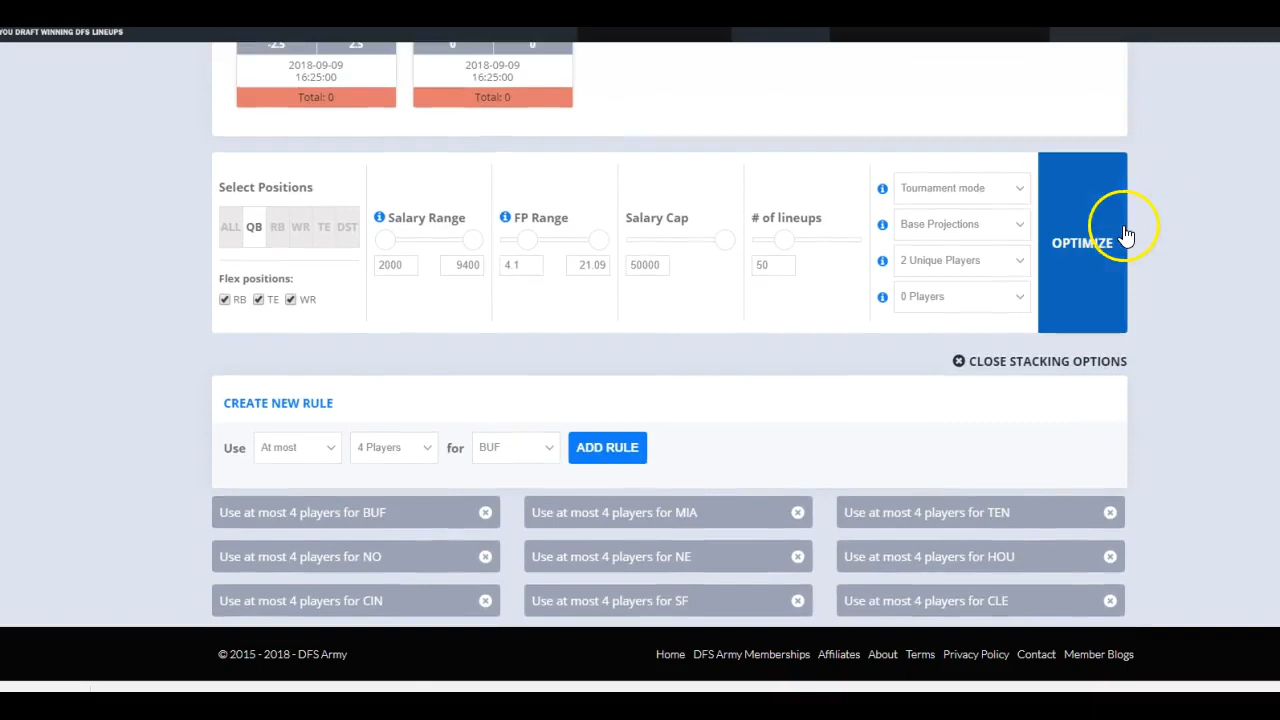 YOU DRAFT WINNING DFS LINEUPS
-2.5 2.5 0 0
2018-09-09 2018-09-09
16:25:00 16:25:00
Total: 0 Total: 0
Select Positions
ALL QB RB WR TE DST
Flex positions:
RB TE WR
Salary Range
2000 9400
FP Range
4.1 21.09
Salary Cap
50000
# of lineups
50
Tournament mode
Base Projections
2 Unique Players
0 Players
OPTIMIZE
CLOSE STACKING OPTIONS
CREATE NEW RULE
Use At most 4 Players for BUF ADD RULE
Use at most 4 players for BUF Use at most 4 players for MIA Use at most 4 players for TEN
Use at most 4 players for NO Use at most 4 players for NE Use at most 4 players for HOU
Use at most 4 players for CIN Use at most 4 players for SF Use at most 4 players for CLE
© 2015 - 2018 - DFS Army Home DFS Army Memberships Affiliates About Terms Privacy Policy Contact Member Blogs